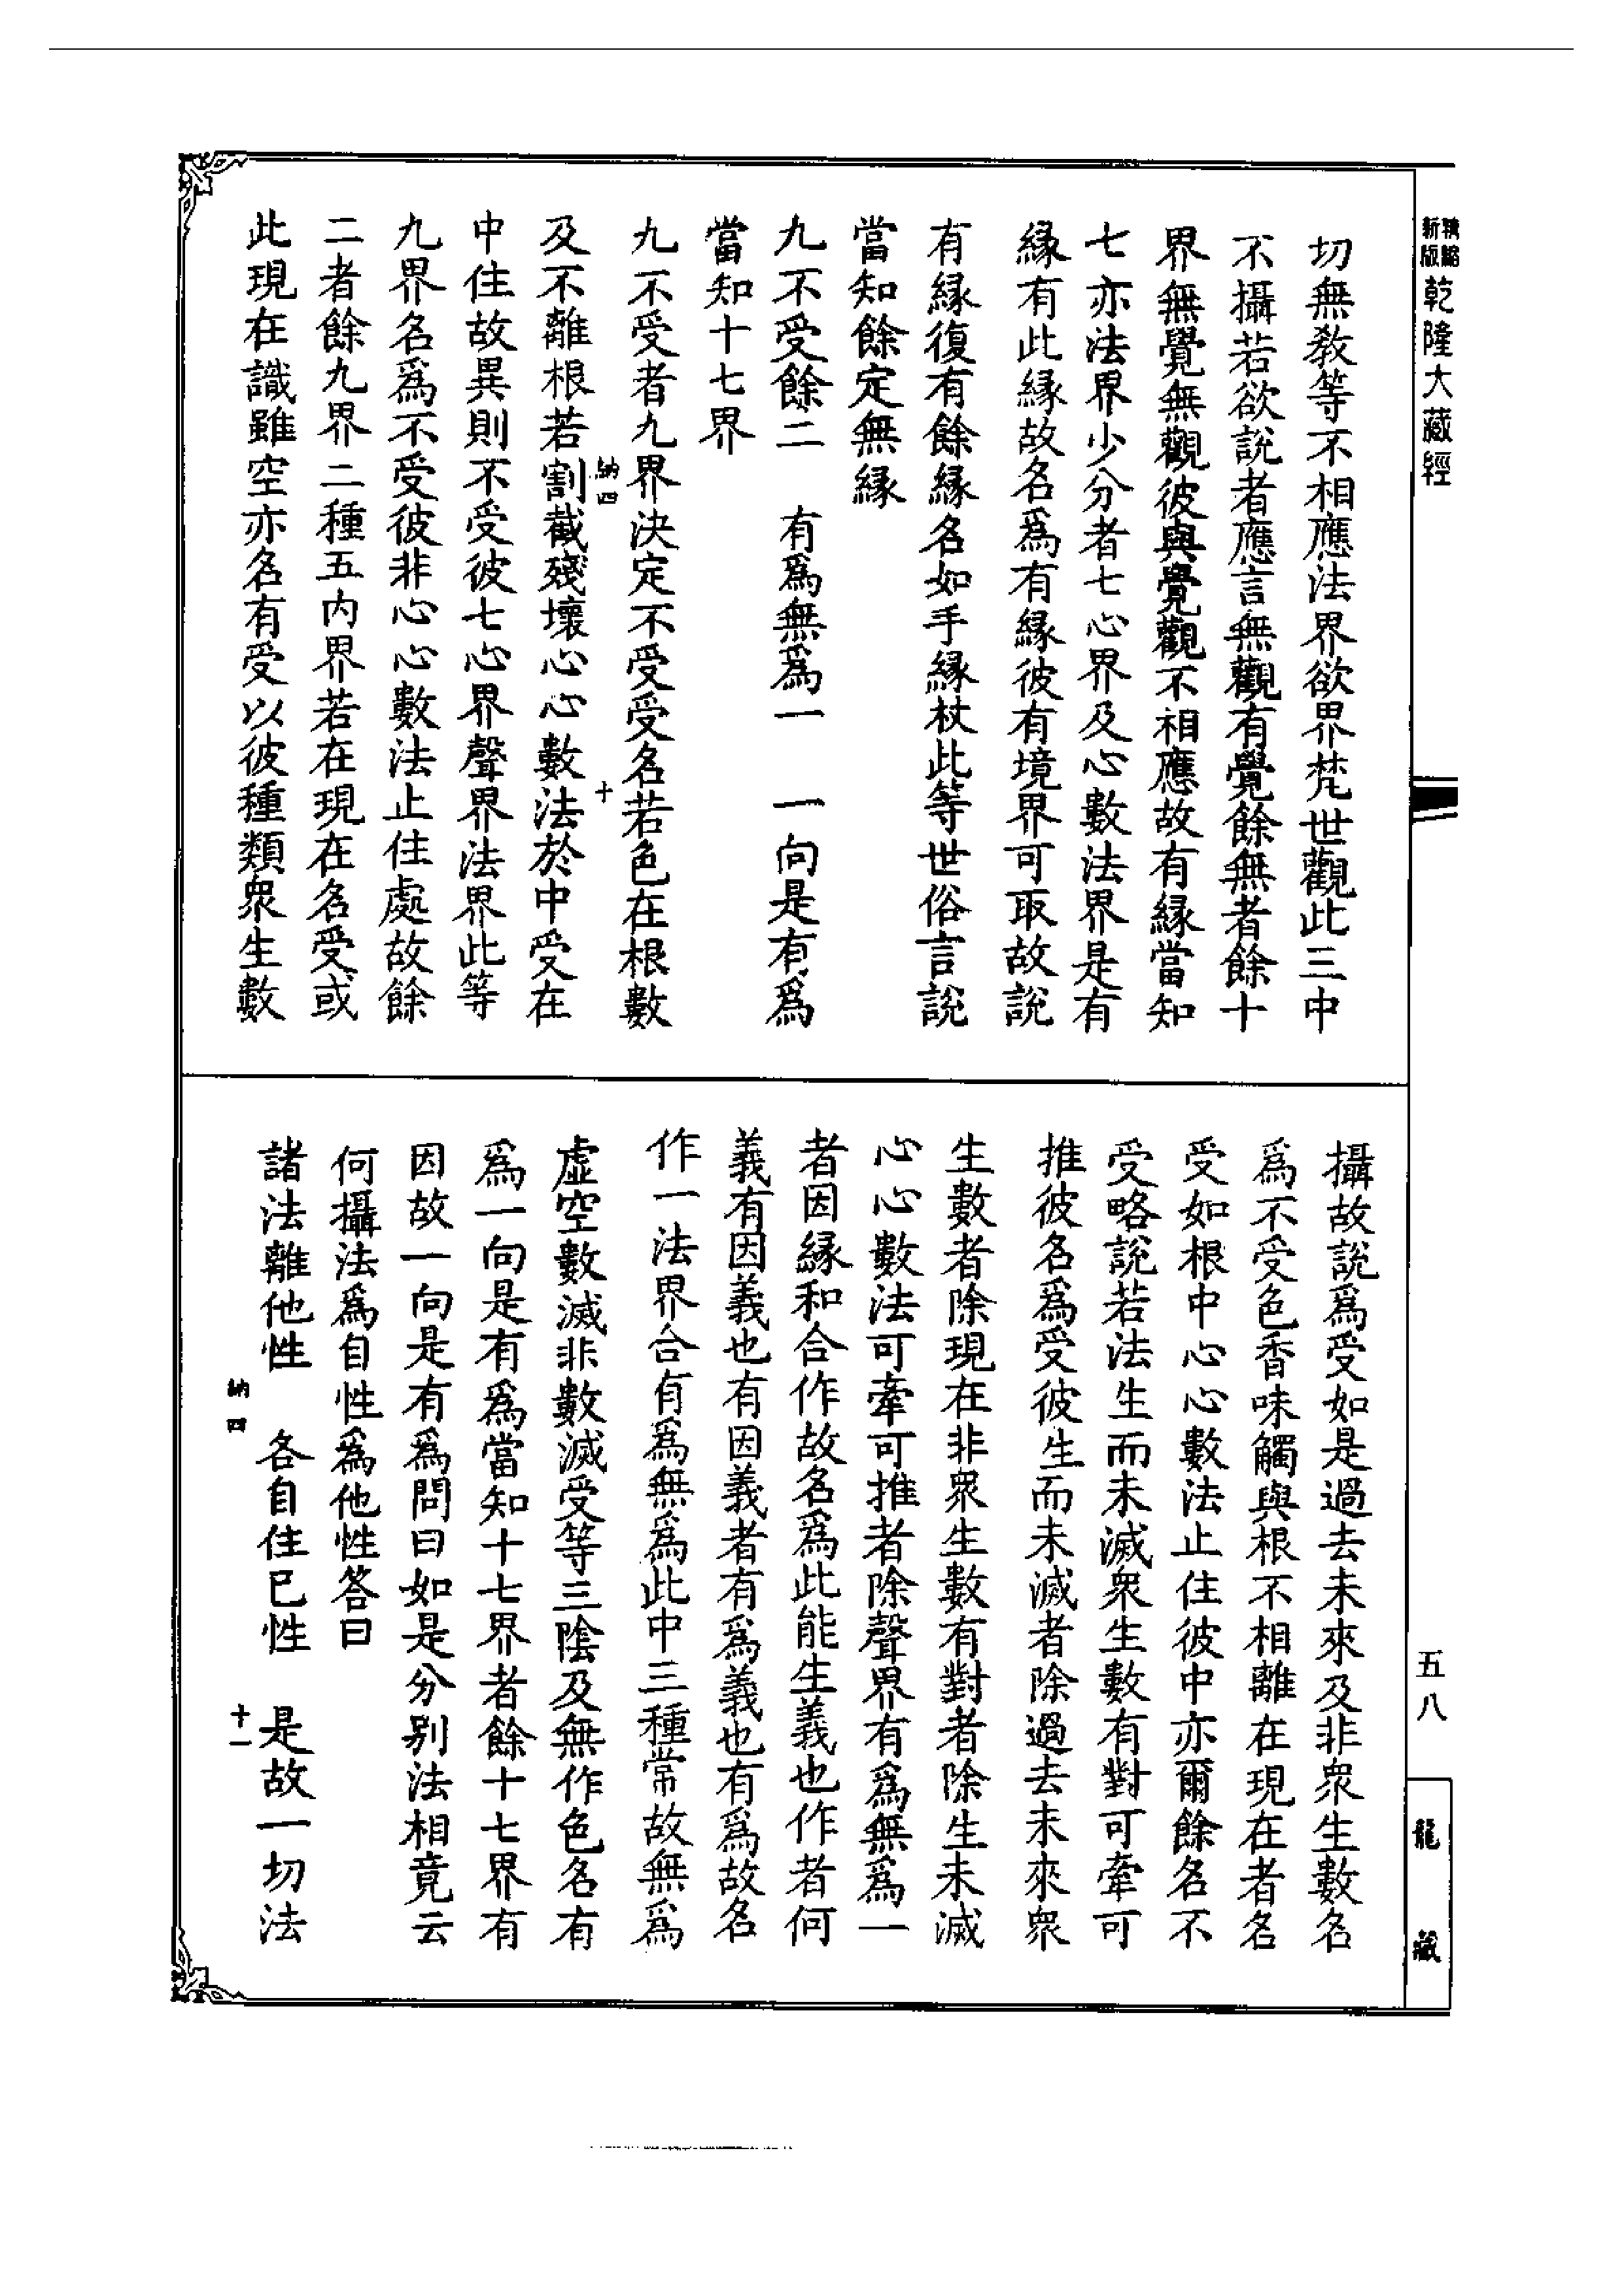 新版精縮乾隆大藏經
切無教等不相應法界欲界梵世觀此三中
不攝若欲說者應言無觀有覺餘無者餘十
界無覺無觀彼與覺觀不相應故有緣當知
七亦法界少分者七心界及心數法界是有
緣有此緣故名爲有緣彼有境界可取故說
有緣復有餘緣名如手緣杖此等世俗言說
當知餘定無緣
九不受餘二　有爲無爲一　一向是有爲
當知十七界
九不受者九界決定不受受名若色在根數
納四　十
及不離根若割截殘壞心心數法於中受在
中住故異則不受彼七心界聲界法界此等
九界名爲不受彼非心心數法止住處故餘
二者餘九界二種五內界若在現在名受或
此現在識雖空亦名有受以彼種類衆生數
攝故說爲受如是過去未來及非衆生數名
爲不受色香味觸與根不相離在現在者名
受如根中心心數法止住彼中亦爾餘名不
受略說若法生而未滅衆生數有對可牽可
推彼名爲受彼生而未滅者除過去未來衆
生數者除現在非衆生數有對者除生未滅
心心數法可牽可推者除聲界有爲無爲一
者因緣和合作故名爲此能生義也作者何
義有因義也有因義者有爲義也有爲故名
作一法界合有爲無爲此中三種常故無爲
虛空數滅非數滅受等三陰及無作色名有
爲一向是有爲當知十七界者餘十七界有
因故一向是有爲問曰如是分別法相竟云
何攝法爲自性爲他性答曰
諸法離他性　各自住已性　是故一切法
納四　十一
五八
龍藏